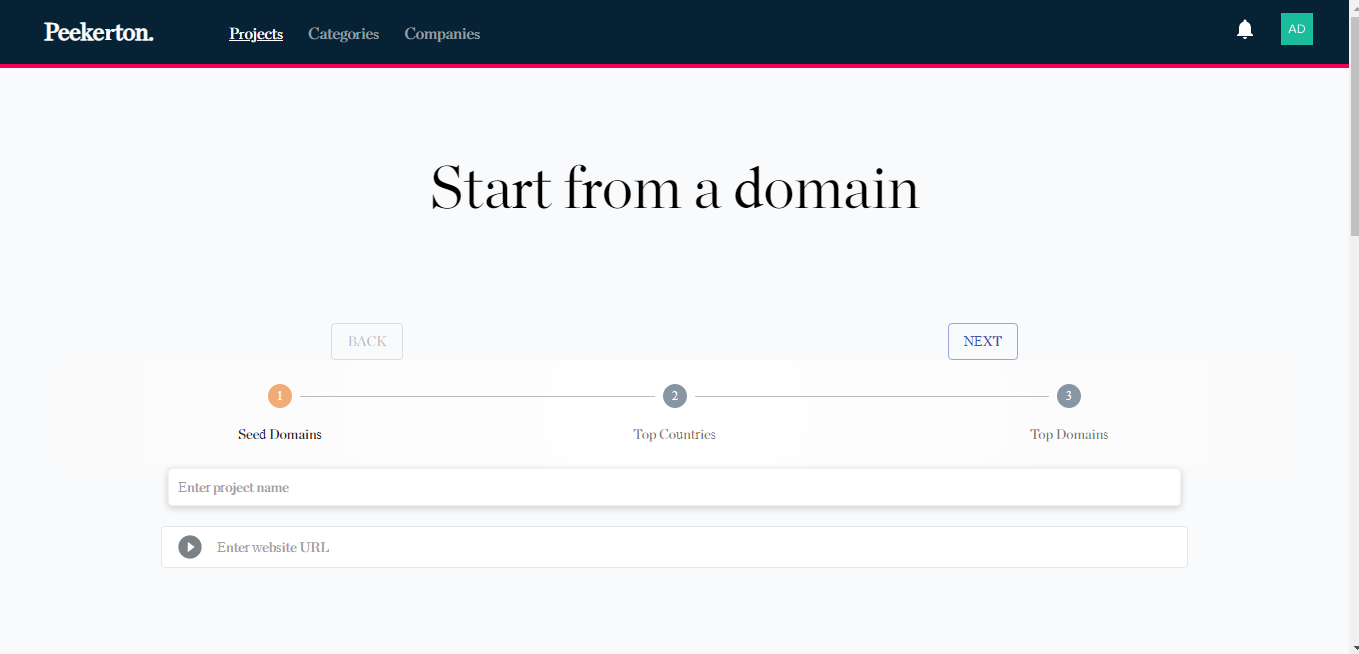 Peekerton. Projects Categories Companies AD
Start from a domain
BACK NEXT
1 2 3
Seed Domains Top Countries Top Domains
Enter project name
Enter website URL